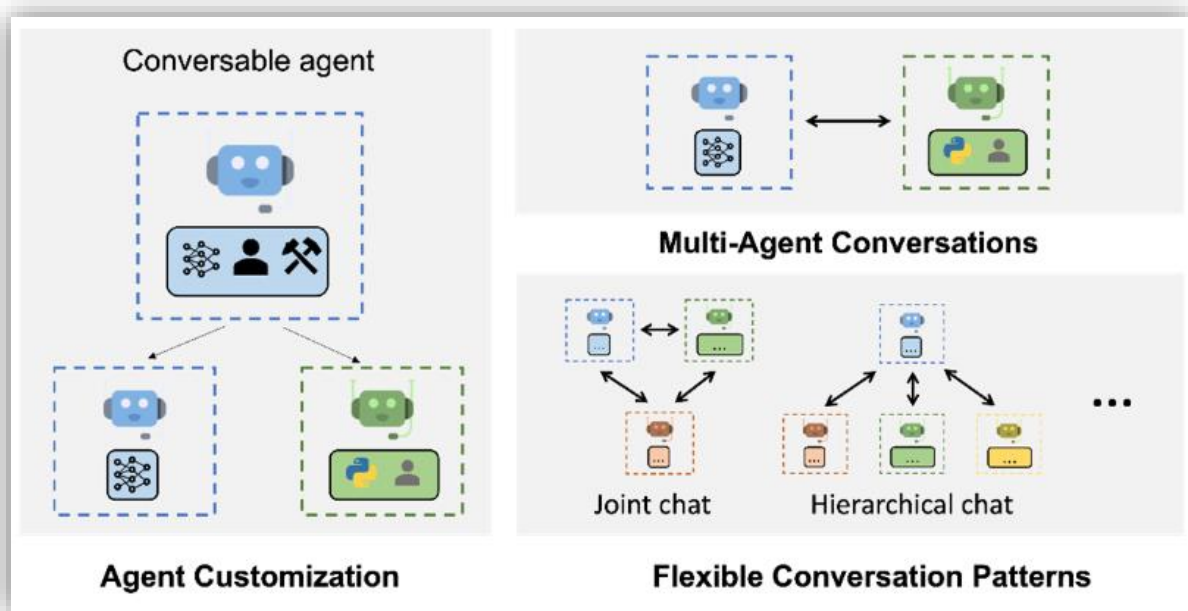 Conversable agent
Agent Customization
Multi-Agent Conversations
...
...
...
...
...
...
...
...
Joint chat
Hierarchical chat
Flexible Conversation Patterns